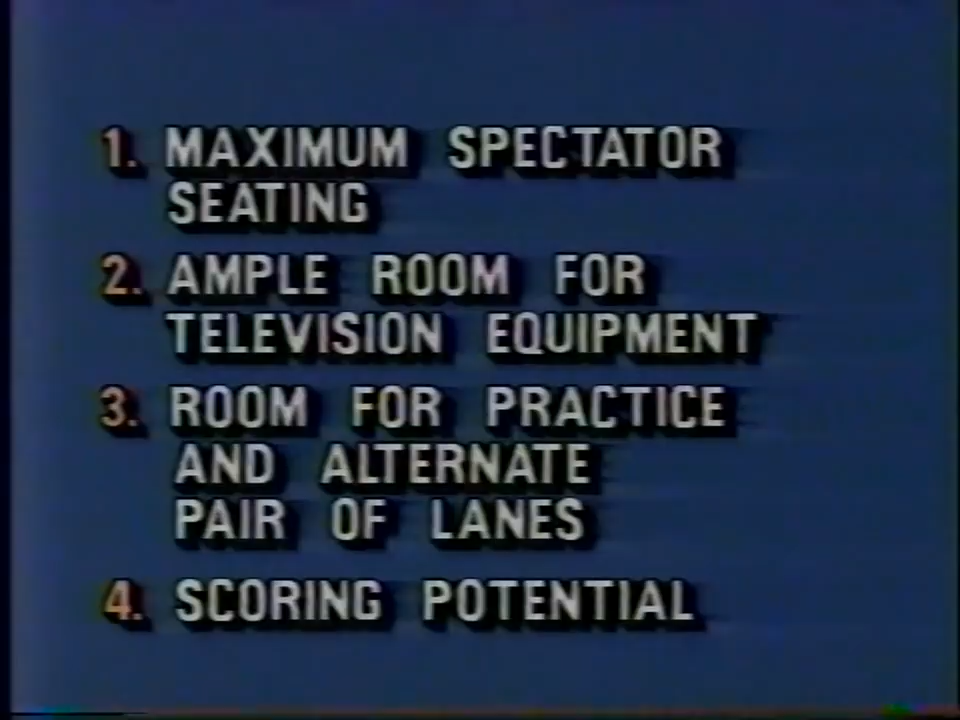 1. MAXIMUM SPECTATOR
SEATING
2. AMPLE ROOM FOR
TELEVISION EQUIPMENT
3. ROOM FOR PRACTICE
AND ALTERNATE
PAIR OF LANES
4. SCORING POTENTIAL